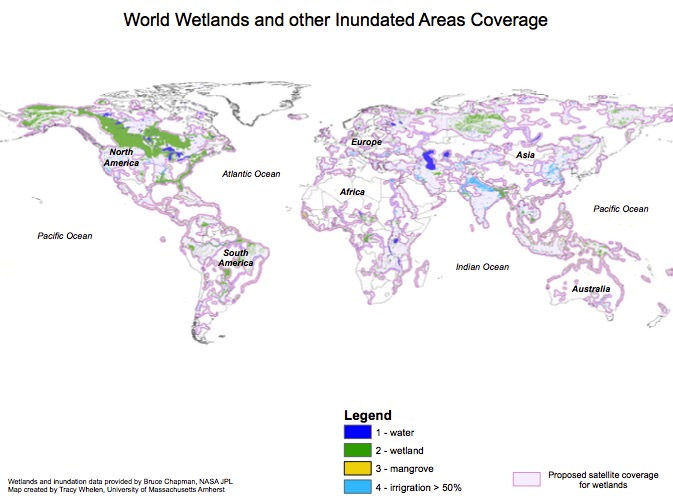 World Wetlands and other Inundated Areas Coverage
North
America
Europe
Asia
Atlantic Ocean
Africa
Pacific Ocean
Pacific Ocean
South
America
Indian Ocean
Australia
Legend
1 - water
2 - wetland
3 - mangrove
4 - irrigration > 50%
Proposed satellite coverage
for wetlands
Wetlands and inundation data provided by Bruce Chapman, NASA JPL
Map created by Tracy Whelen, University of Massachusetts Amherst